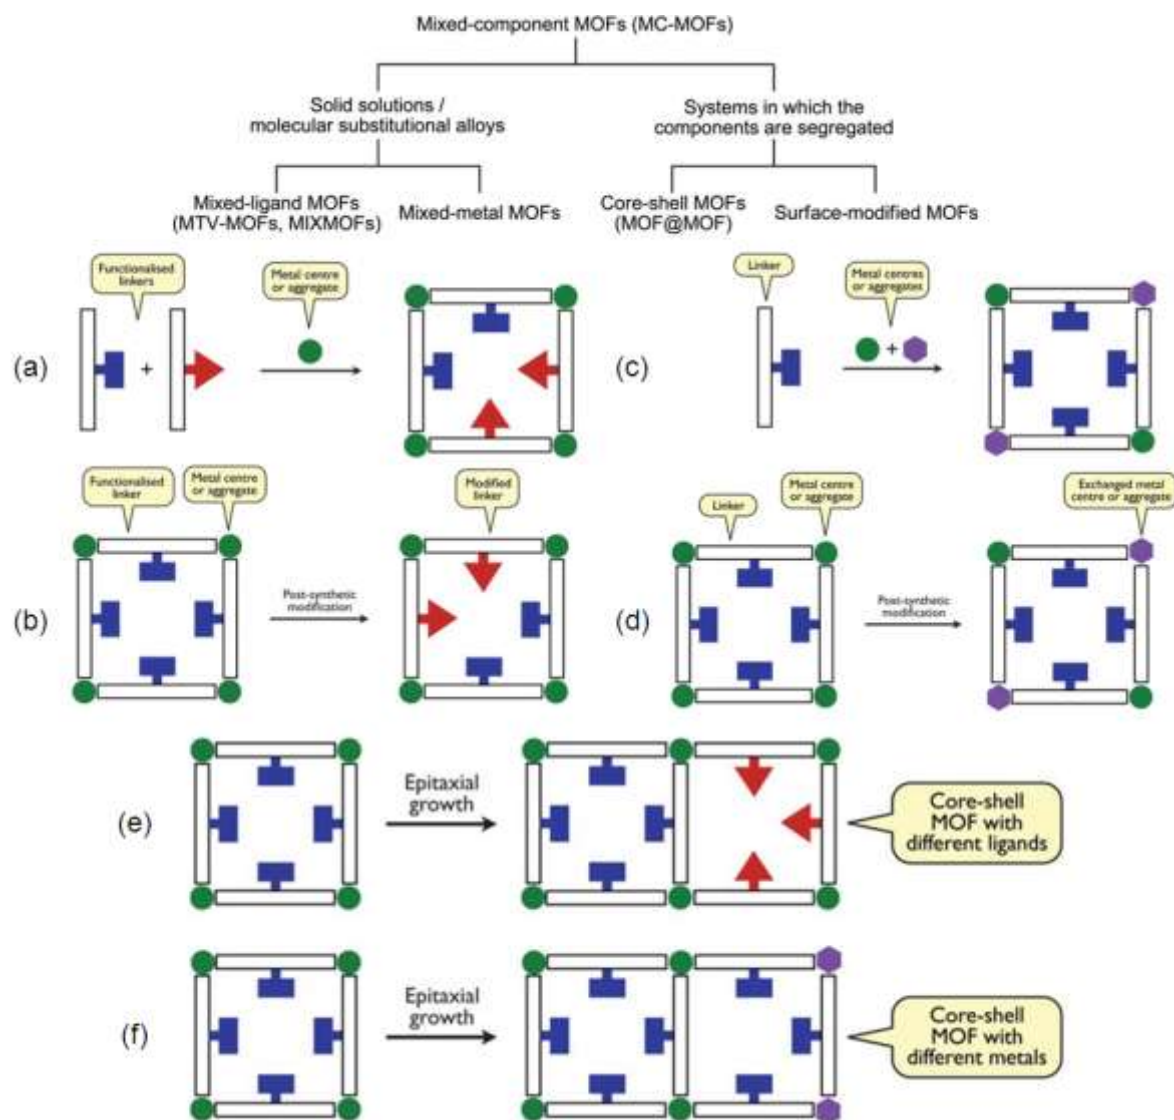 Mixed-component MOFs (MC-MOFs)
Solid solutions /
molecular substitutional alloys
Systems in which the
components are segregated
Mixed-ligand MOFs
(MTV-MOFs, MIXMOFs)
Mixed-metal MOFs
Core-shell MOFs
(MOF@MOF)
Surface-modified MOFs
(a)
Functionalised
linkers
+
Metal centre
or aggregate
(c)
Linker
Metal centres
or aggregates
+
(b)
Functionalised
linker
Metal centre
or aggregate
Post-synthetic
modification
Modified
linker
(d)
Linker
Metal centre
or aggregate
Post-synthetic
modification
Exchanged metal
centre or aggregate
(e)
Epitaxial
growth
Core-shell
MOF with
different ligands
(f)
Epitaxial
growth
Core-shell
MOF with
different metals